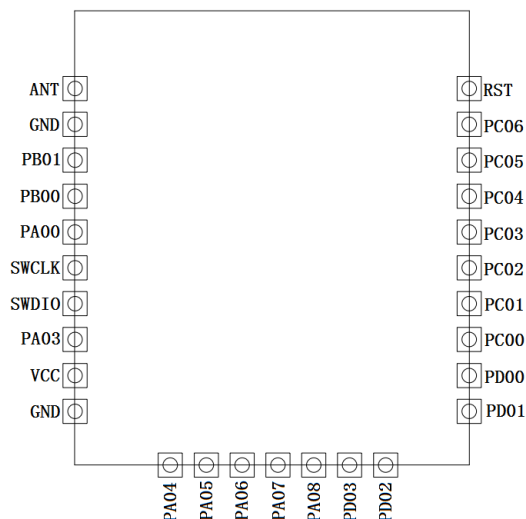 ANT
GND
PB01
PB00
PA00
SWCLK
SWDIO
PA03
VCC
GND
PA04
PA05
PA06
PA07
PA08
PD03
PD02
RST
PC06
PC05
PC04
PC03
PC02
PC01
PC00
PD00
PD01